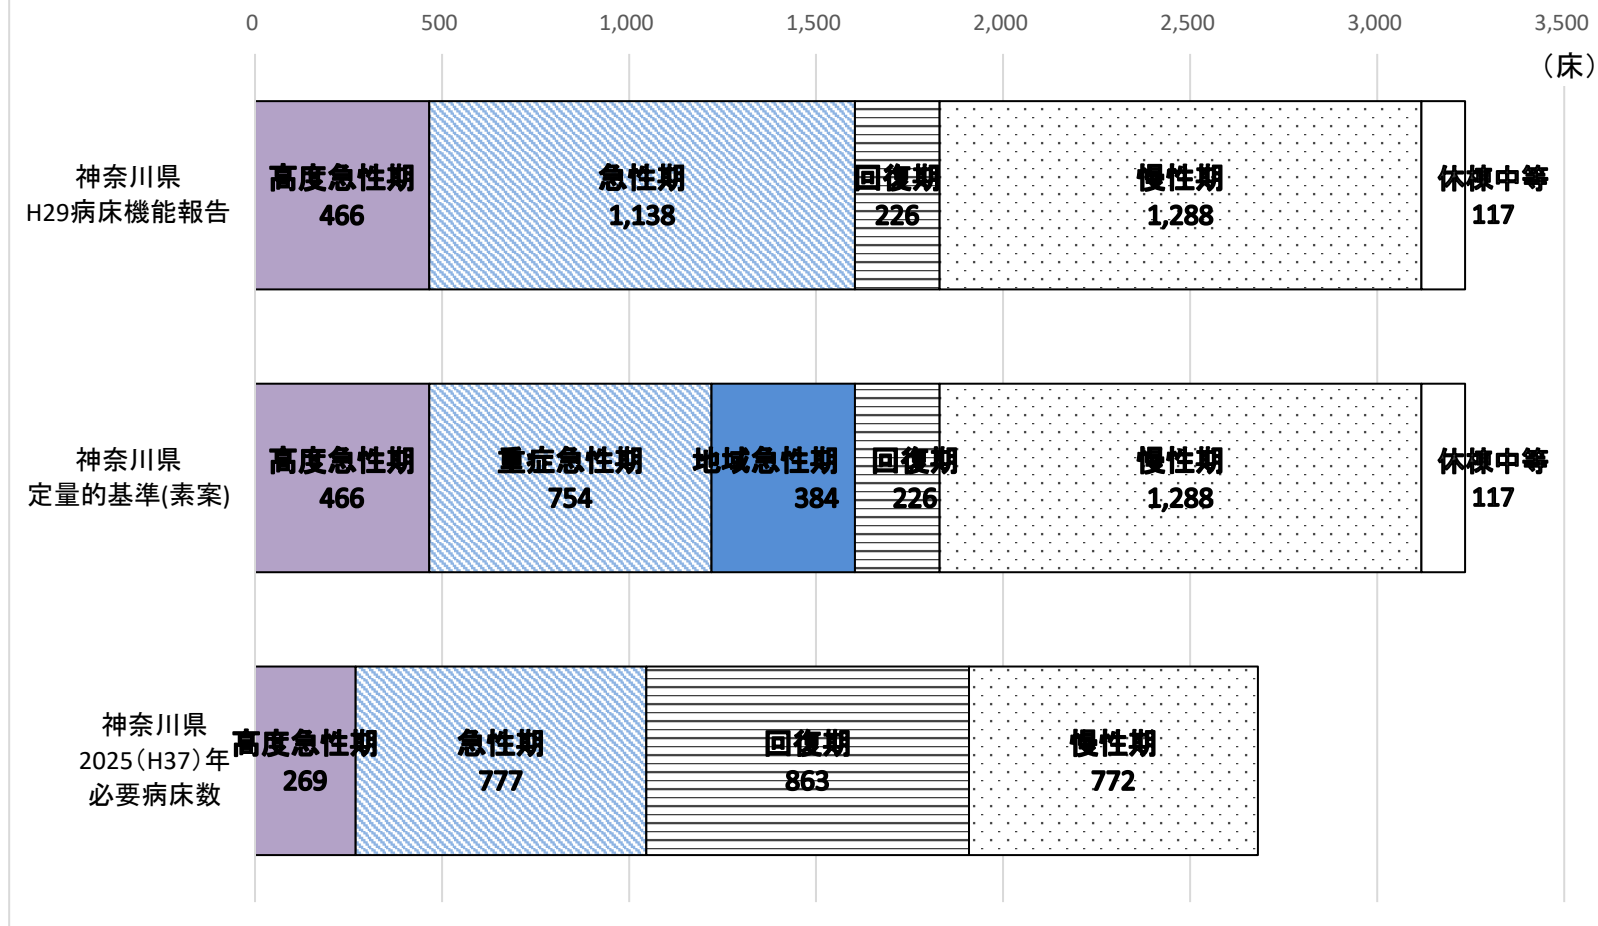 0 500 1,000 1,500 2,000 2,500 3,000 3,500
（床）
神奈川県
H29病床機能報告
高度急性期
466
急性期
1,138
回復期
226
慢性期
1,288
休棟中等
117
神奈川県
定量的基準(素案)
高度急性期
466
重症急性期
754
地域急性期
384
回復期
226
慢性期
1,288
休棟中等
117
神奈川県
2025（H37）年
必要病床数
高度急性期
269
急性期
777
回復期
863
慢性期
772